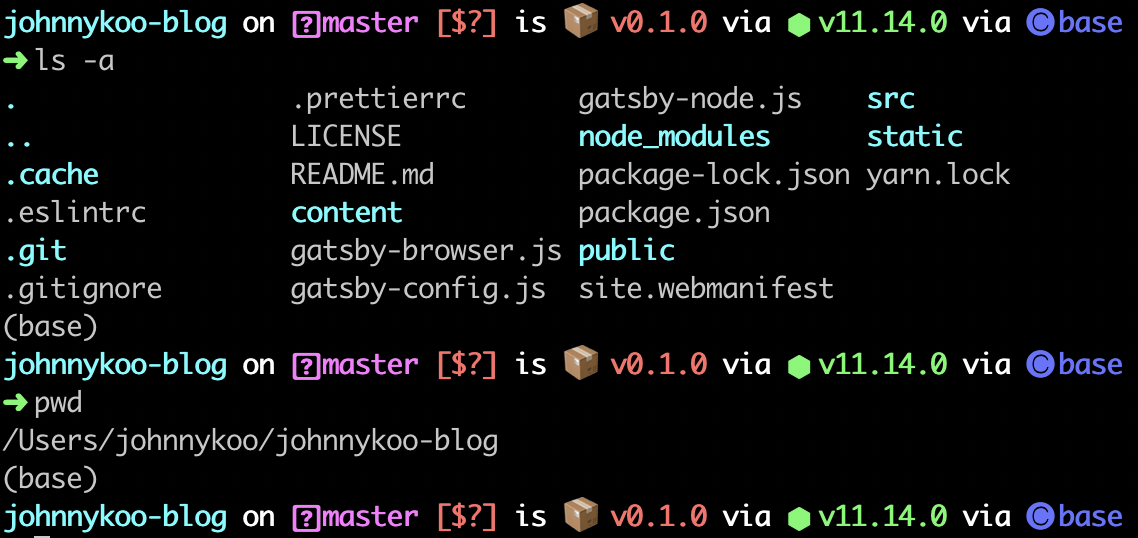 johnnykoo-blog on ⍰master [$?] is 📦 v0.1.0 via ⬢ v11.14.0 via ©base
➜ ls -a
. .prettierrc gatsby-node.js src
.. LICENSE node_modules static
.cache README.md package-lock.json yarn.lock
.eslintrc content package.json
.git gatsby-browser.js public
.gitignore gatsby-config.js site.webmanifest
(base)
johnnykoo-blog on ⍰master [$?] is 📦 v0.1.0 via ⬢ v11.14.0 via ©base
➜ pwd
/Users/johnnykoo/johnnykoo-blog
(base)
johnnykoo-blog on ⍰master [$?] is 📦 v0.1.0 via ⬢ v11.14.0 via ©base